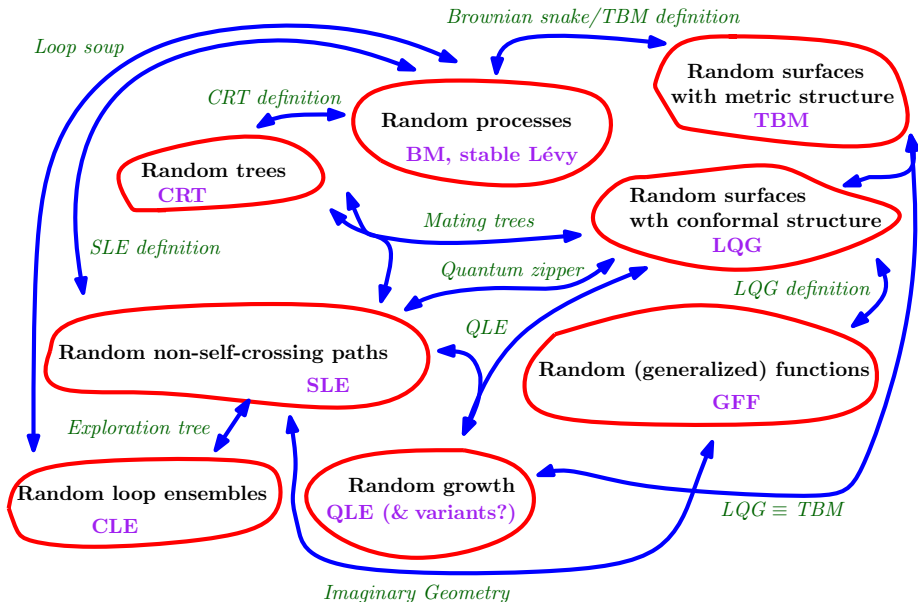 Brownian snake/TBM definition
Loop soup
Random surfaces
with metric structure
TBM
CRT definition
Random processes
BM, stable Lévy
Random trees
CRT
Random surfaces
wth conformal structure
LQG
Mating trees
SLE definition
Quantum zipper
LQG definition
QLE
Random non-self-crossing paths
SLE
Random (generalized) functions
GFF
Exploration tree
Random loop ensembles
CLE
Random growth
QLE (& variants?)
LQG ≡ TBM
Imaginary Geometry